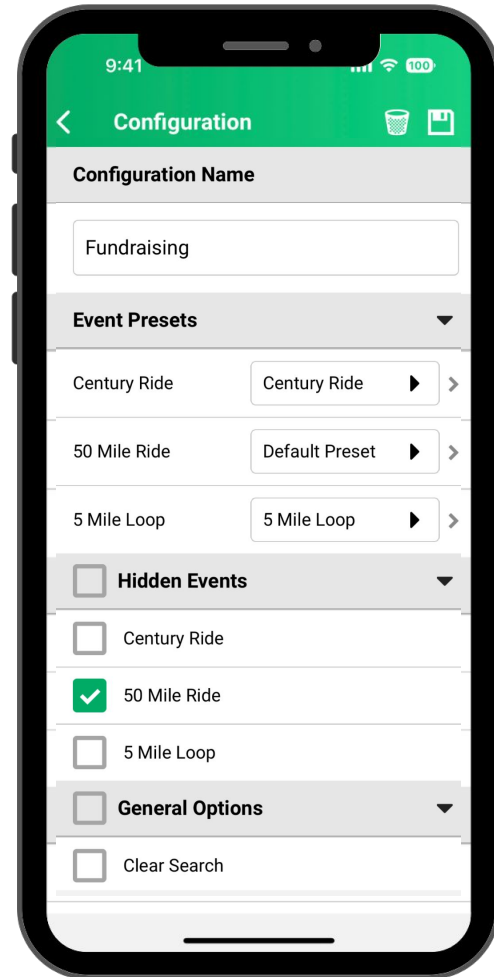 9:41
100
Configuration
Configuration Name
Fundraising
Event Presets
Century Ride Century Ride
50 Mile Ride Default Preset
5 Mile Loop 5 Mile Loop
Hidden Events
Century Ride
50 Mile Ride
5 Mile Loop
General Options
Clear Search